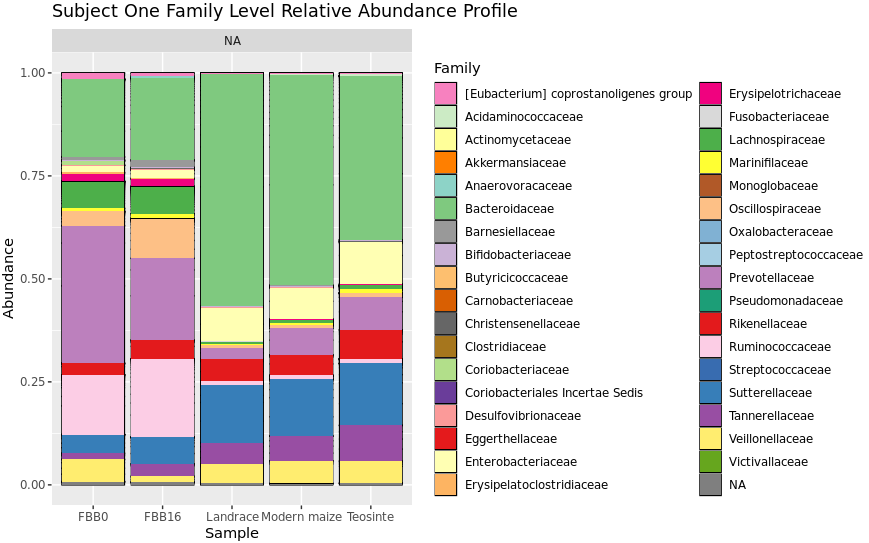 Subject One Family Level Relative Abundance Profile
NA
1.00
0.75
0.50
0.25
0.00
Abundance
FBB0
FBB16
Landrace
Modern maize
Teosinte
Sample
Family
[Eubacterium] coprostanoligenes group
Acidaminococcaceae
Actinomycetaceae
Akkermansiaceae
Anaerovoracaceae
Bacteroidaceae
Barnesiellaceae
Bifidobacteriaceae
Butyricicoccaceae
Carnobacteriaceae
Christensenellaceae
Clostridiaceae
Coriobacteriaceae
Coriobacteriales Incertae Sedis
Desulfovibrionaceae
Eggerthellaceae
Enterobacteriaceae
Erysipelatoclostridiaceae
Erysipelotrichaceae
Fusobacteriaceae
Lachnospiraceae
Marinifilaceae
Monoglobaceae
Oscillospiraceae
Oxalobacteraceae
Peptostreptococcaceae
Prevotellaceae
Pseudomonadaceae
Rikenellaceae
Ruminococcaceae
Streptococcaceae
Sutterellaceae
Tannerellaceae
Veillonellaceae
Victivallaceae
NA